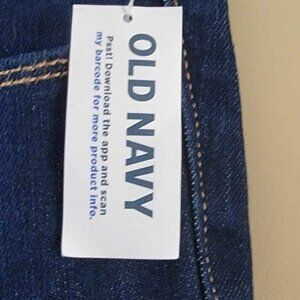 OLD NAVY
Psst! Download the app and scan
my barcode for more product info.